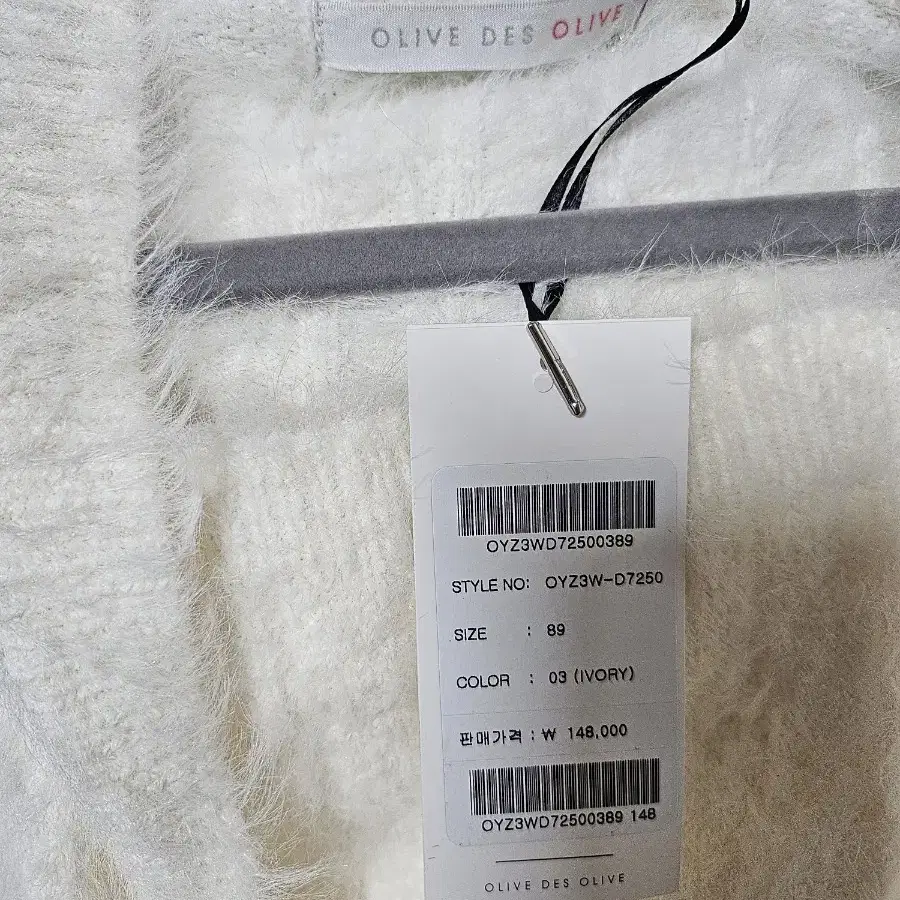 OLIVE DES OLIVE
OYZ3WD72500389
STYLE NO: OYZ3W-D7250
SIZE : 89
COLOR : 03 (IVORY)
판매가격 : ₩ 148,000
OYZ3WD72500389 148
OLIVE DES OLIVE